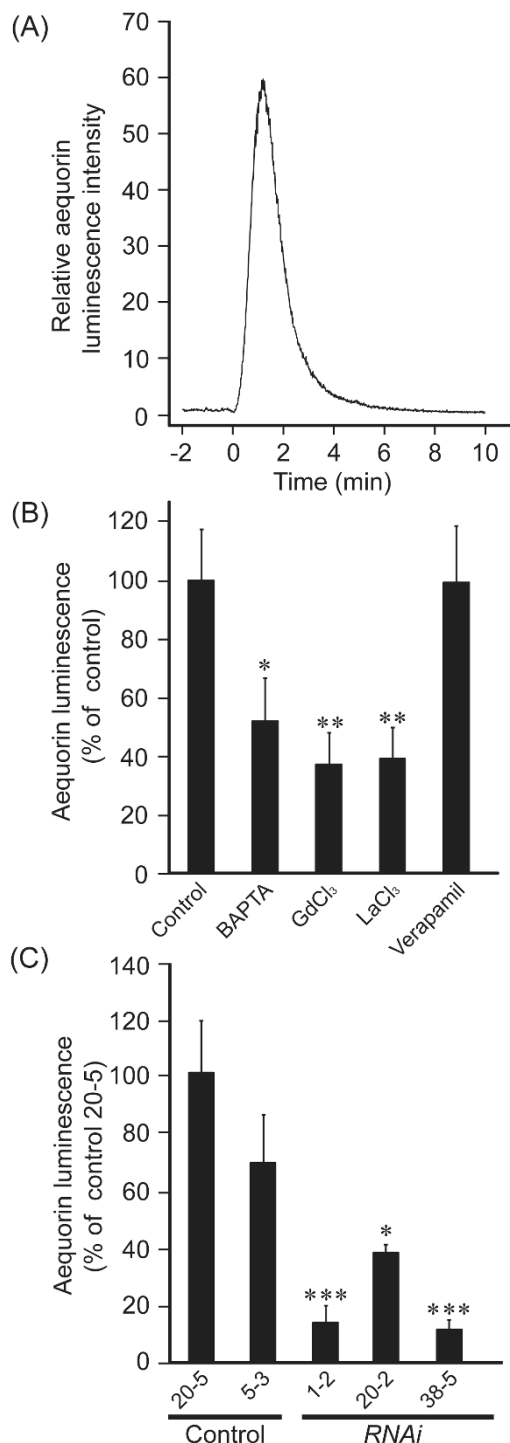 (A)
70
60
50
40
30
20
10
0
Relative aequorin
luminescence intensity
-2 0 2 4 6 8 10
Time (min)
(B)
120
100
80
60
40
20
0
Aequorin luminescence
(% of control)
* ** **
Control BAPTA GdCl₃ LaCl₃ Verapamil
(C)
140
120
100
80
60
40
20
0
Aequorin luminescence
(% of control 20-5)
*** * ***
20-5 5-3 1-2 20-2 38-5
Control RNAi